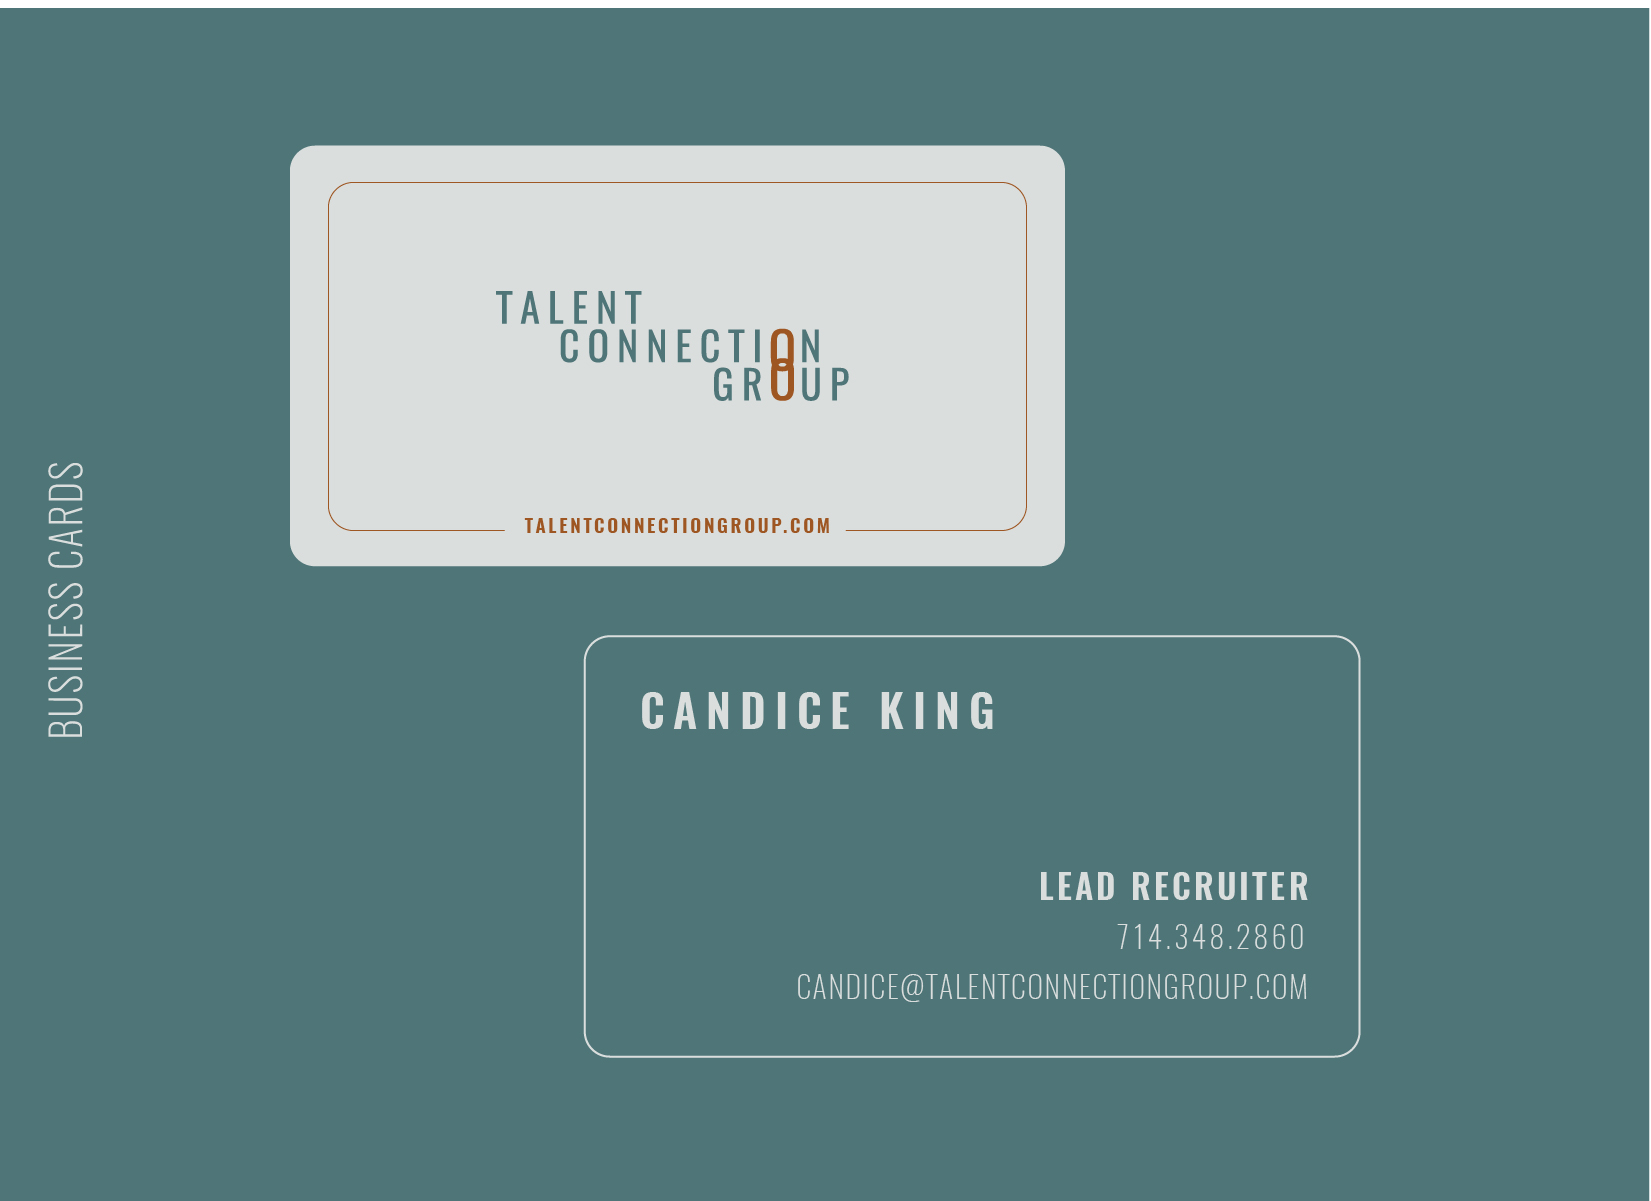 BUSINESS CARDS
TALENT
CONNECTION
GROUP
TALENTCONNECTIONGROUP.COM
CANDICE KING
LEAD RECRUITER
714.348.2860
CANDICE@TALENTCONNECTIONGROUP.COM